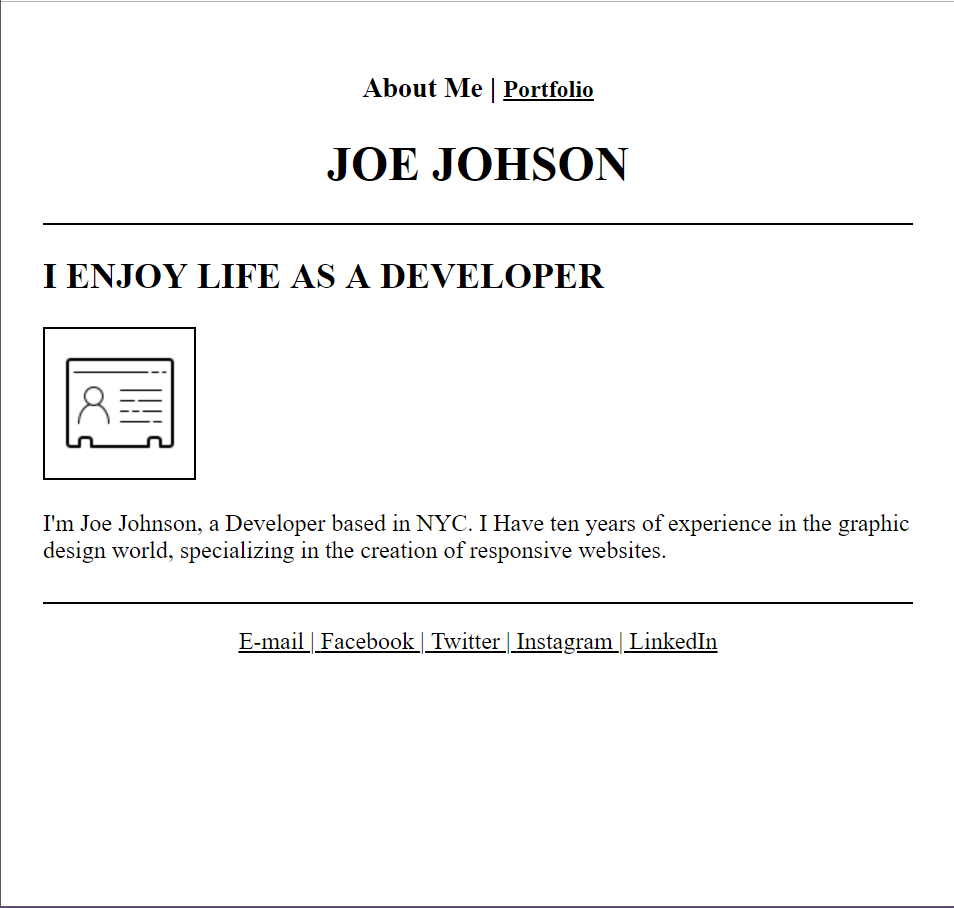 About Me | Portfolio
JOE JOHSON
I ENJOY LIFE AS A DEVELOPER
I'm Joe Johnson, a Developer based in NYC. I Have ten years of experience in the graphic
design world, specializing in the creation of responsive websites.
E-mail | Facebook | Twitter | Instagram | LinkedIn